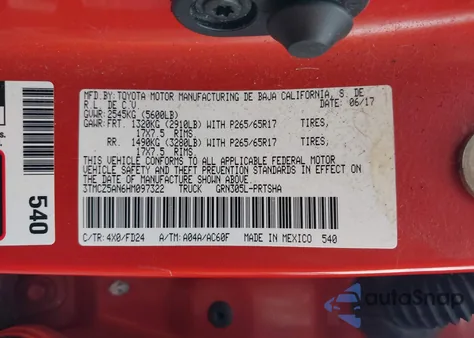 MFD.BY:TOYOTA MOTOR MANUFACTURING DE BAJA CALIFORNIA, S. DE
R.L. DE C.V. DATE: 06/17
GVWR:2545KG (5600LB)
GAWR:FRT. 1320KG (2910LB) WITH P265/65R17 TIRES,
17X7.5 RIMS
RR. 1490KG (3280LB) WITH P265/65R17 TIRES,
17X7.5 RIMS
THIS VEHICLE CONFORMS TO ALL APPLICABLE FEDERAL MOTOR
VEHICLE SAFETY AND THEFT PREVENTION STANDARDS IN EFFECT ON
THE DATE OF MANUFACTURE SHOWN ABOVE.
3TMCZ5AN6HM097322 TRUCK GRN305L-PRTSHA
C/TR:4X0/FD24 A/TM:A04A/AC60F MADE IN MEXICO 540
540
autoSnap